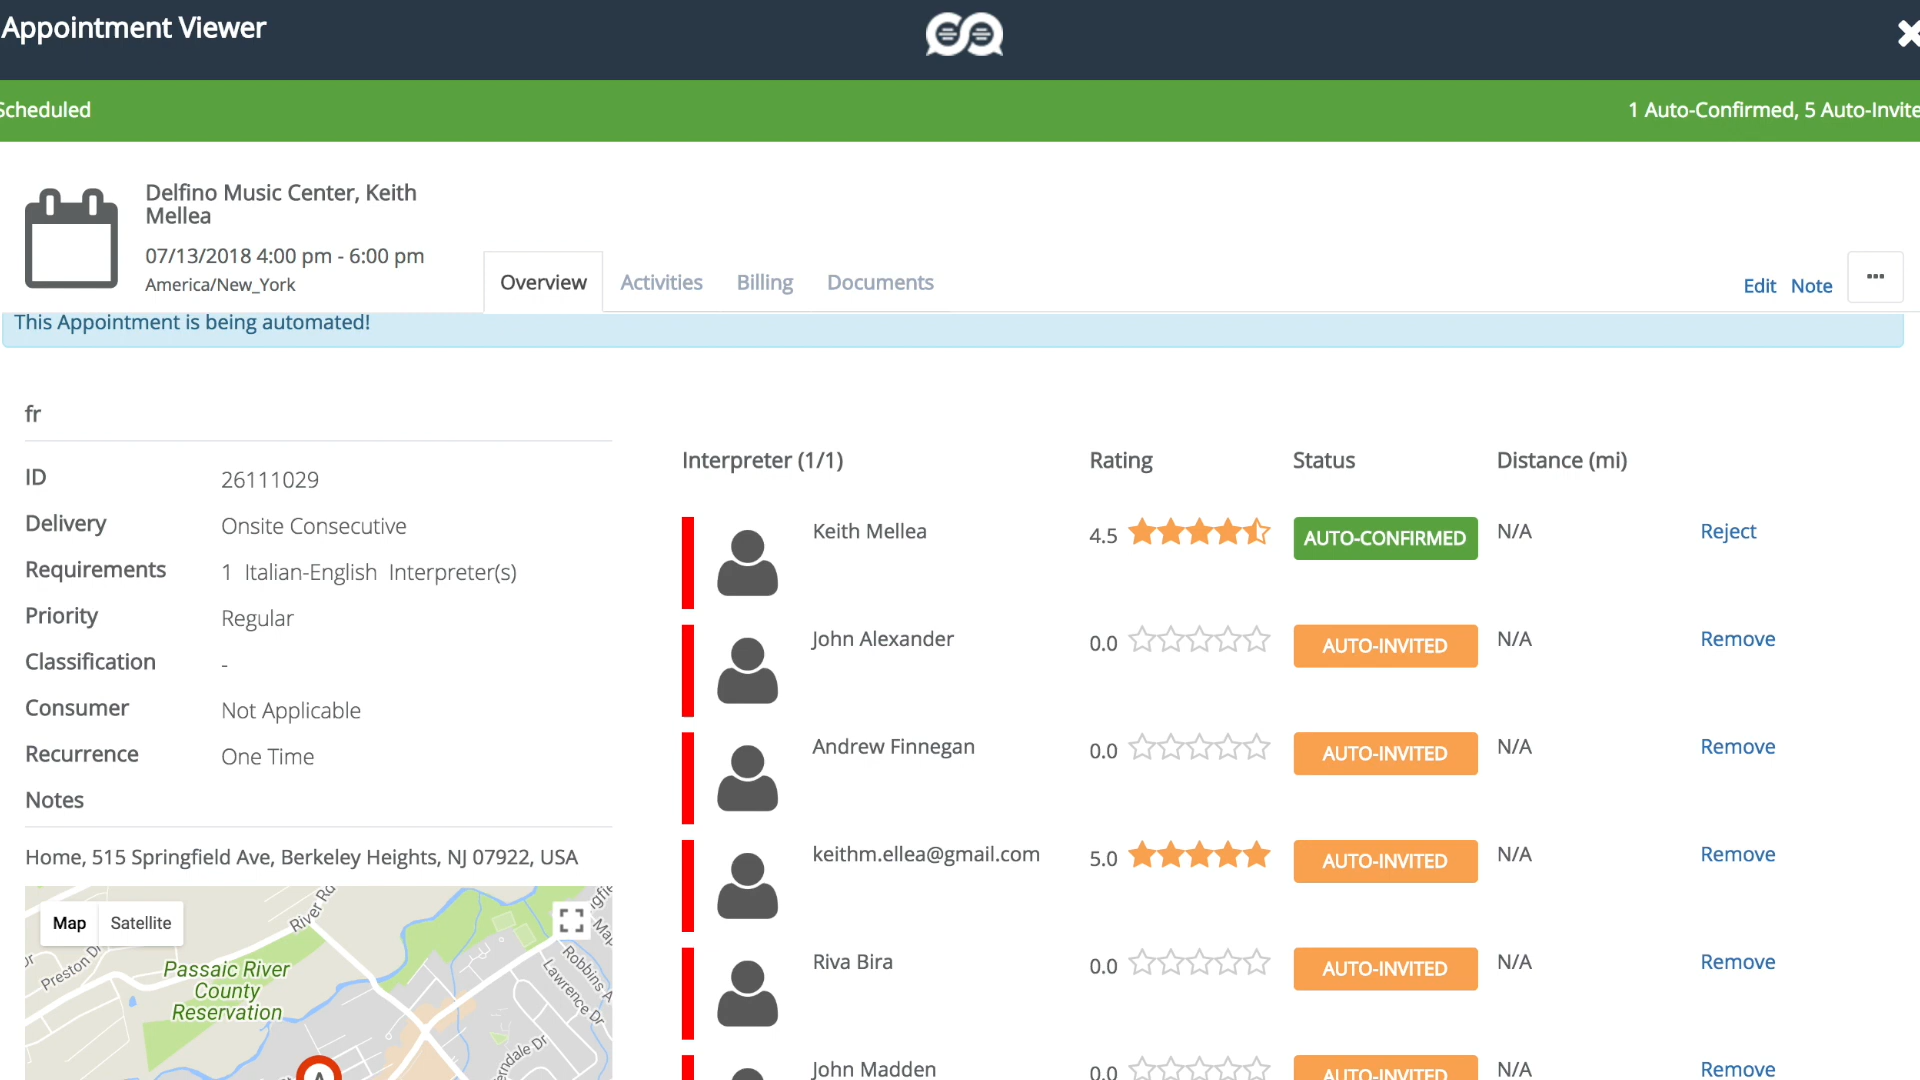 Appointment Viewer
Scheduled
1 Auto-Confirmed, 5 Auto-Invite
Delfino Music Center, Keith
Mellea
07/13/2018 4:00 pm - 6:00 pm
America/New_York
Overview
Activities
Billing
Documents
Edit
Note
This Appointment is being automated!
fr
ID
26111029
Delivery
Onsite Consecutive
Requirements
1 Italian-English Interpreter(s)
Priority
Regular
Classification
-
Consumer
Not Applicable
Recurrence
One Time
Notes
Home, 515 Springfield Ave, Berkeley Heights, NJ 07922, USA
Map
Satellite
River Rd
Preston Dr
Passaic River
County
Reservation
Robbins A
Lawrence Dr
erndale Dr
A
Interpreter (1/1)
Rating
Status
Distance (mi)
Keith Mellea
4.5
AUTO-CONFIRMED
N/A
Reject
John Alexander
0.0
AUTO-INVITED
N/A
Remove
Andrew Finnegan
0.0
AUTO-INVITED
N/A
Remove
keithm.ellea@gmail.com
5.0
AUTO-INVITED
N/A
Remove
Riva Bira
0.0
AUTO-INVITED
N/A
Remove
John Madden
0.0
AUTO-INVITED
N/A
Remove